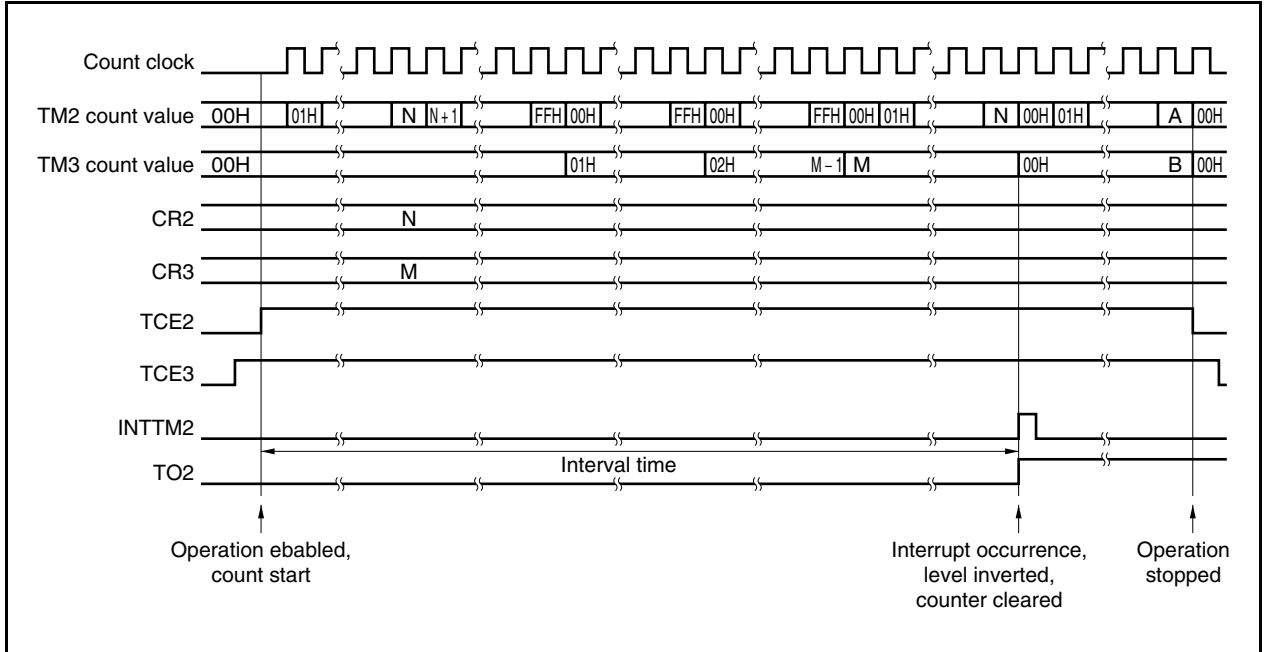 Count clock
TM2 count value 00H 01H N N + 1 FFH 00H FFH 00H FFH 00H 01H N 00H 01H A 00H
TM3 count value 00H 01H 02H M – 1 M 00H B 00H
CR2 N
CR3 M
TCE2
TCE3
INTTM2
Interval time
TO2
Operation ebabled,
count start
Interrupt occurrence,
level inverted,
counter cleared
Operation
stopped